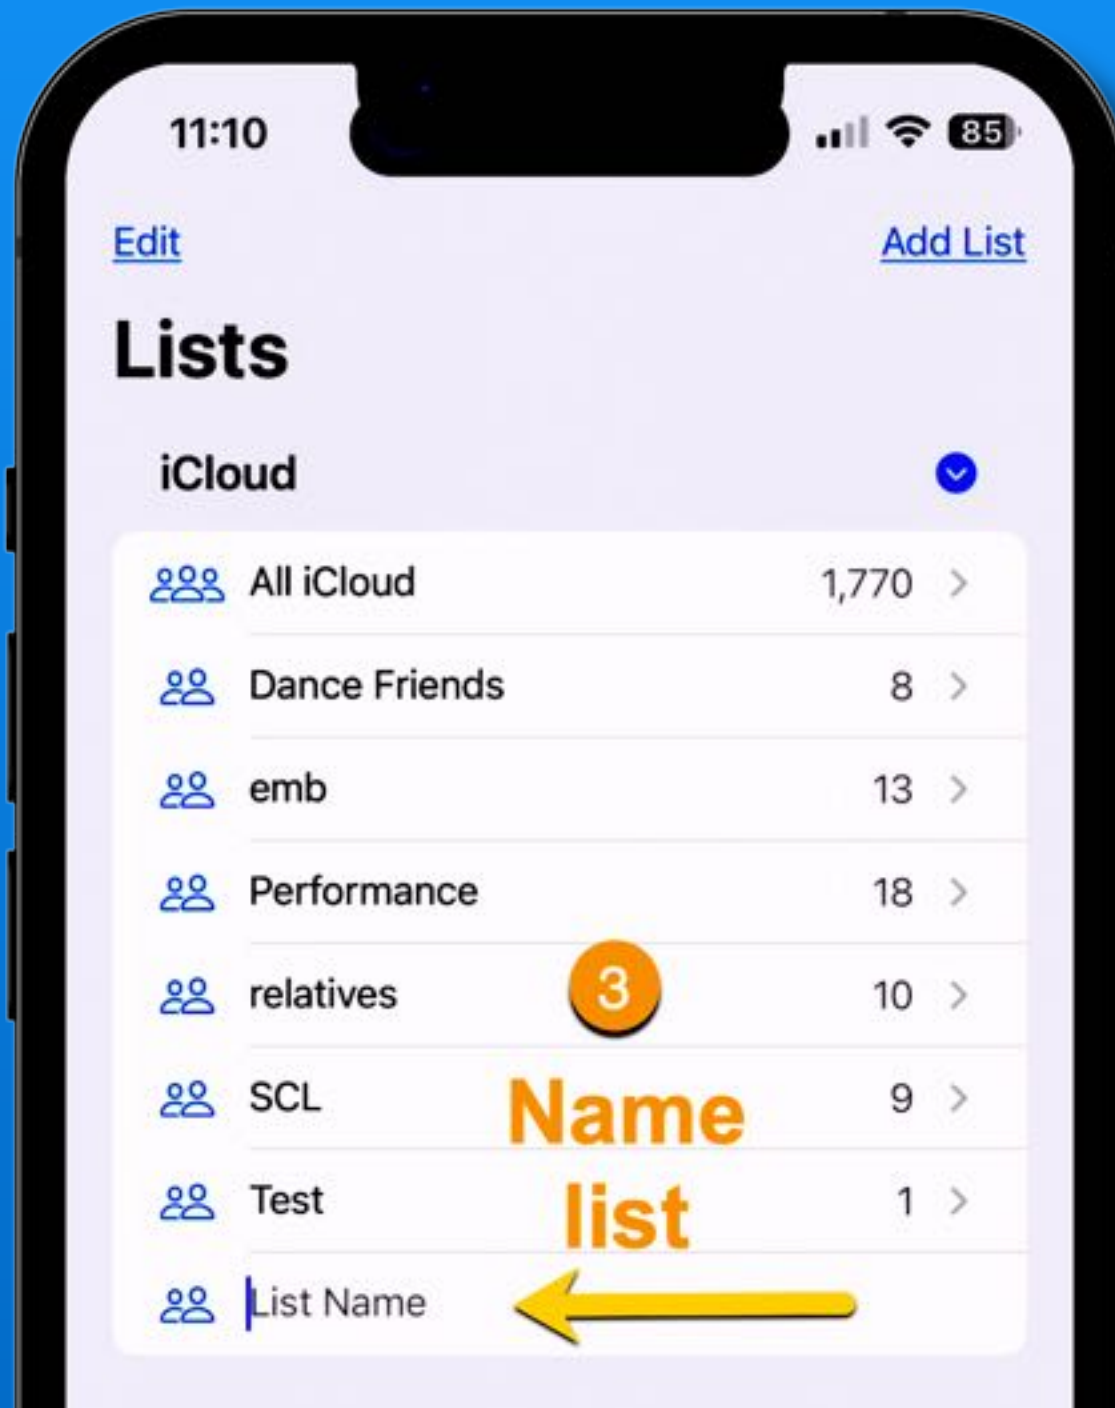 11:10
85
Edit
Add List
Lists
iCloud
All iCloud 1,770
Dance Friends 8
emb 13
Performance 18
relatives 10
3
SCL 9
Name
list
Test 1
List Name